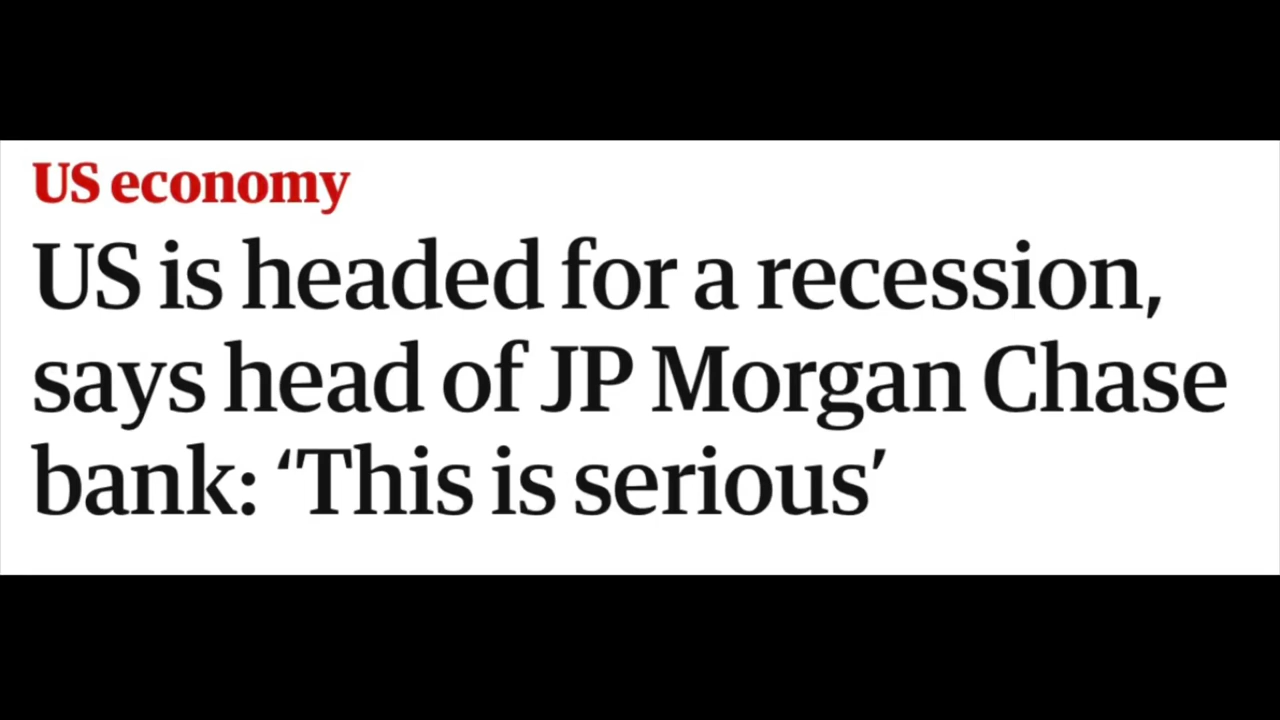 US economy
US is headed for a recession,
says head of JP Morgan Chase
bank: ‘This is serious’